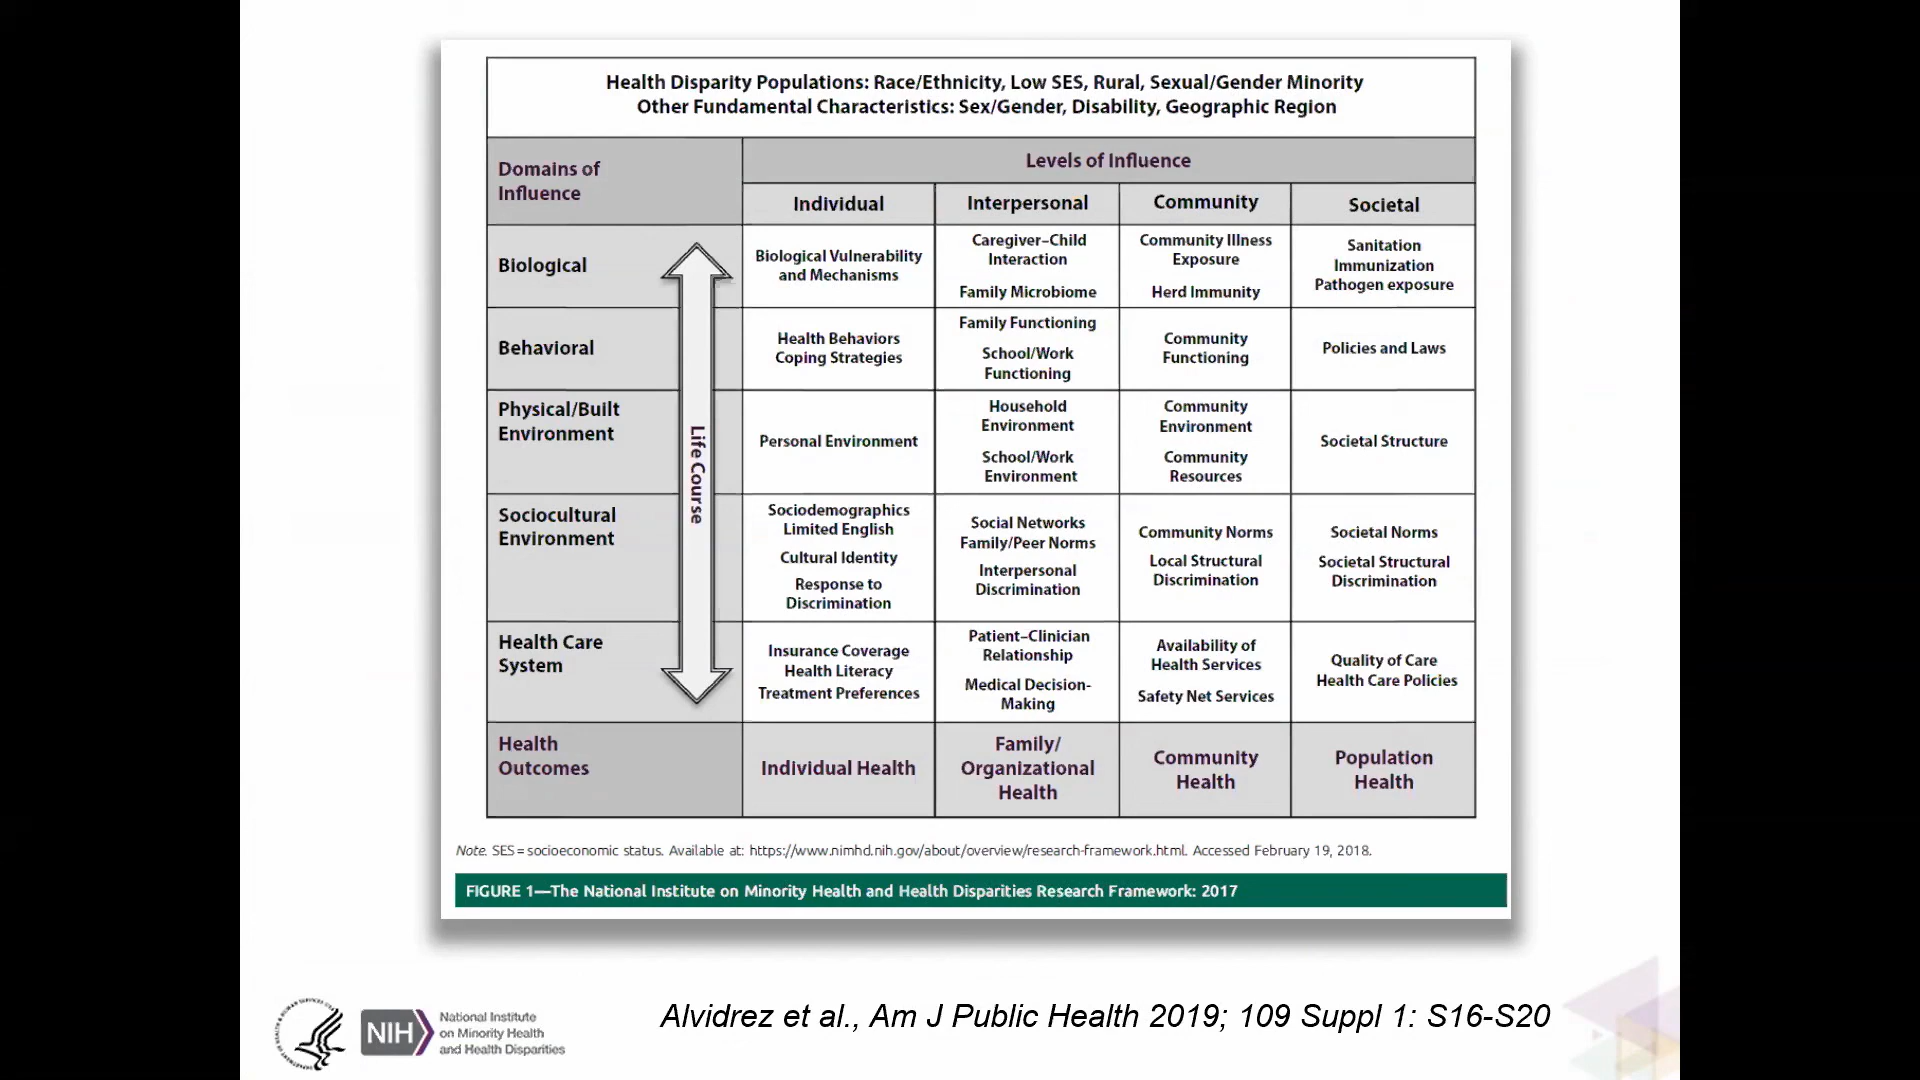 Health Disparity Populations: Race/Ethnicity, Low SES, Rural, Sexual/Gender Minority
Other Fundamental Characteristics: Sex/Gender, Disability, Geographic Region
Domains of
Influence
Levels of Influence
Individual
Interpersonal
Community
Societal
Biological
Biological Vulnerability
and Mechanisms
Caregiver–Child
Interaction
Family Microbiome
Community Illness
Exposure
Herd Immunity
Sanitation
Immunization
Pathogen exposure
Behavioral
Health Behaviors
Coping Strategies
Family Functioning
School/Work
Functioning
Community
Functioning
Policies and Laws
Physical/Built
Environment
Personal Environment
Household
Environment
School/Work
Environment
Community
Environment
Community
Resources
Societal Structure
Life Course
Sociocultural
Environment
Sociodemographics
Limited English
Cultural Identity
Response to
Discrimination
Social Networks
Family/Peer Norms
Interpersonal
Discrimination
Community Norms
Local Structural
Discrimination
Societal Norms
Societal Structural
Discrimination
Health Care
System
Insurance Coverage
Health Literacy
Treatment Preferences
Patient–Clinician
Relationship
Medical Decision-
Making
Availability of
Health Services
Safety Net Services
Quality of Care
Health Care Policies
Health
Outcomes
Individual Health
Family/
Organizational
Health
Community
Health
Population
Health
Note. SES = socioeconomic status. Available at: https://www.nimhd.nih.gov/about/overview/research-framework.html. Accessed February 19, 2018.
FIGURE 1—The National Institute on Minority Health and Health Disparities Research Framework: 2017
NIH
National Institute
on Minority Health
and Health Disparities
Alvidrez et al., Am J Public Health 2019; 109 Suppl 1: S16-S20